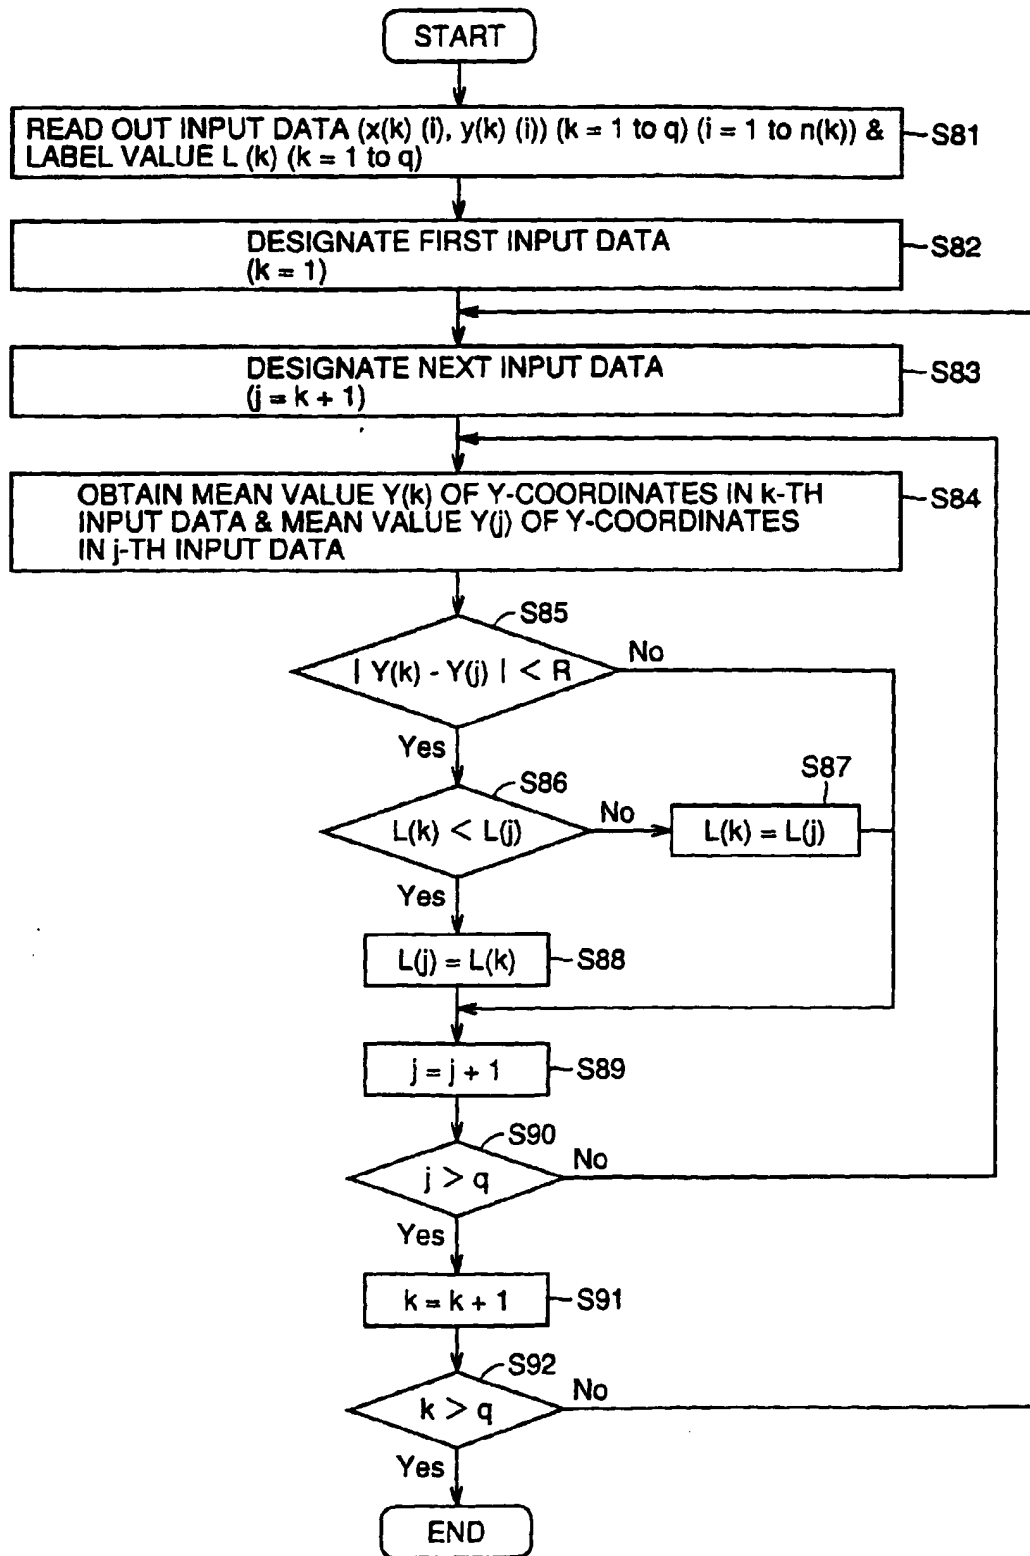 START
READ OUT INPUT DATA (x(k) (i), y(k) (i)) (k = 1 to q) (i = 1 to n(k)) &
LABEL VALUE L (k) (k = 1 to q)
S81
DESIGNATE FIRST INPUT DATA
(k = 1)
S82
DESIGNATE NEXT INPUT DATA
(j = k + 1)
S83
OBTAIN MEAN VALUE Y(k) OF Y-COORDINATES IN k-TH
INPUT DATA & MEAN VALUE Y(j) OF Y-COORDINATES
IN j-TH INPUT DATA
S84
S85
| Y(k) - Y(j) | < R
No
Yes
S86
L(k) < L(j)
No
S87
L(k) = L(j)
Yes
L(j) = L(k)
S88
j = j + 1
S89
S90
j > q
No
Yes
k = k + 1
S91
S92
k > q
No
Yes
END